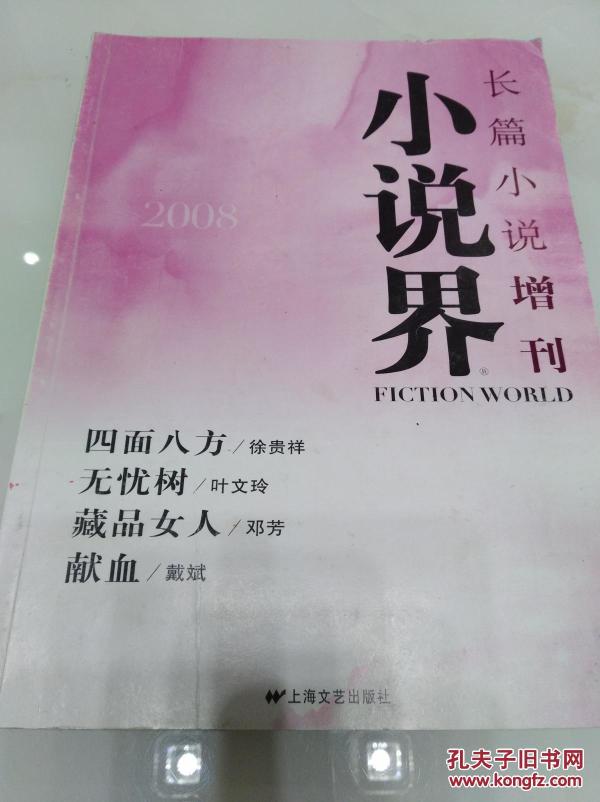 长篇小说增刊
小说界
®
FICTION WORLD
2008
四面八方/徐贵祥
无忧树/叶文玲
藏品女人/邓芳
献血/戴斌
上海文艺出版社
孔夫子旧书网
www.kongfz.com